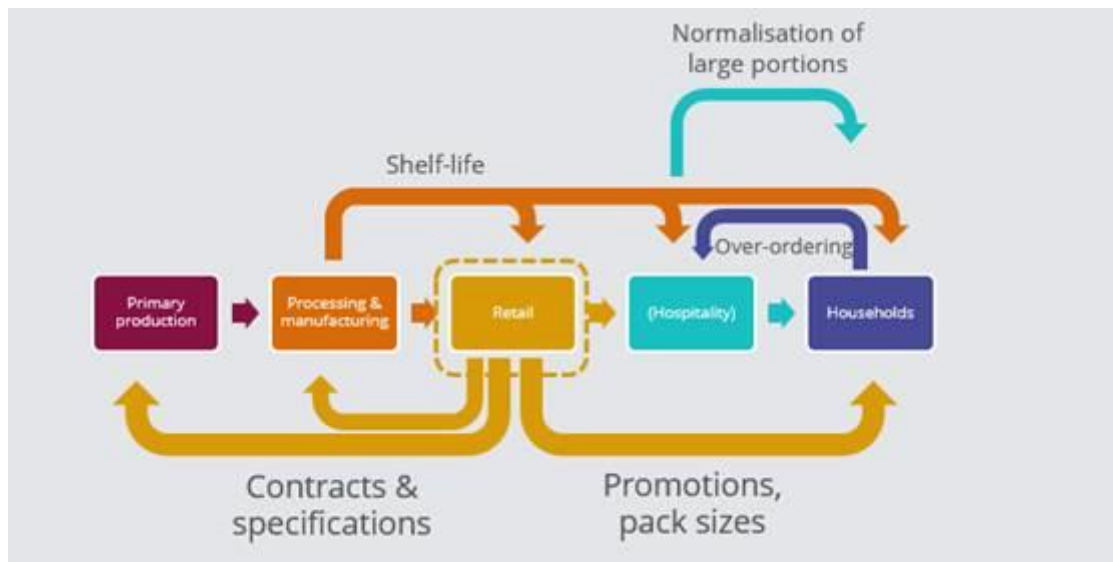 Normalisation of
large portions
Shelf-life
Over-ordering
Primary
production
Processing &
manufacturing
Retail
(Hospitality)
Households
Contracts &
specifications
Promotions,
pack sizes